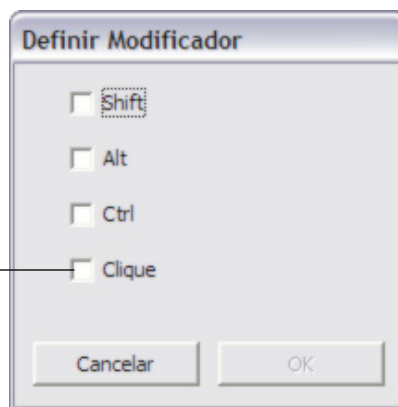 Definir Modificador
Shift
Alt
Ctrl
Clique
Cancelar OK